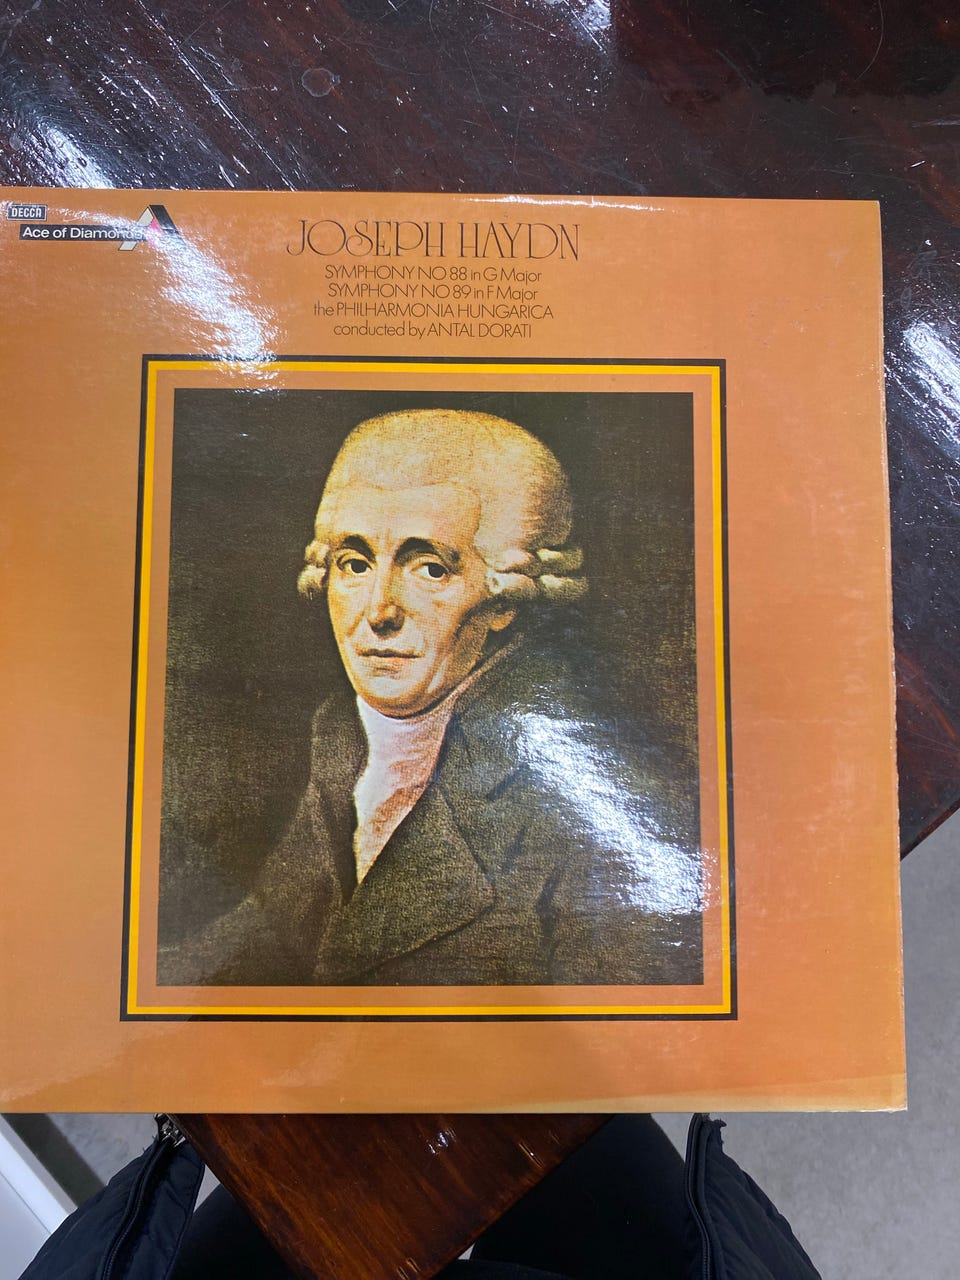 DECCA
Ace of Diamonds
JOSEPH HAYDN
SYMPHONY NO 88 in G Major
SYMPHONY NO 89 in F Major
the PHILHARMONIA HUNGARICA
conducted by ANTAL DORATI